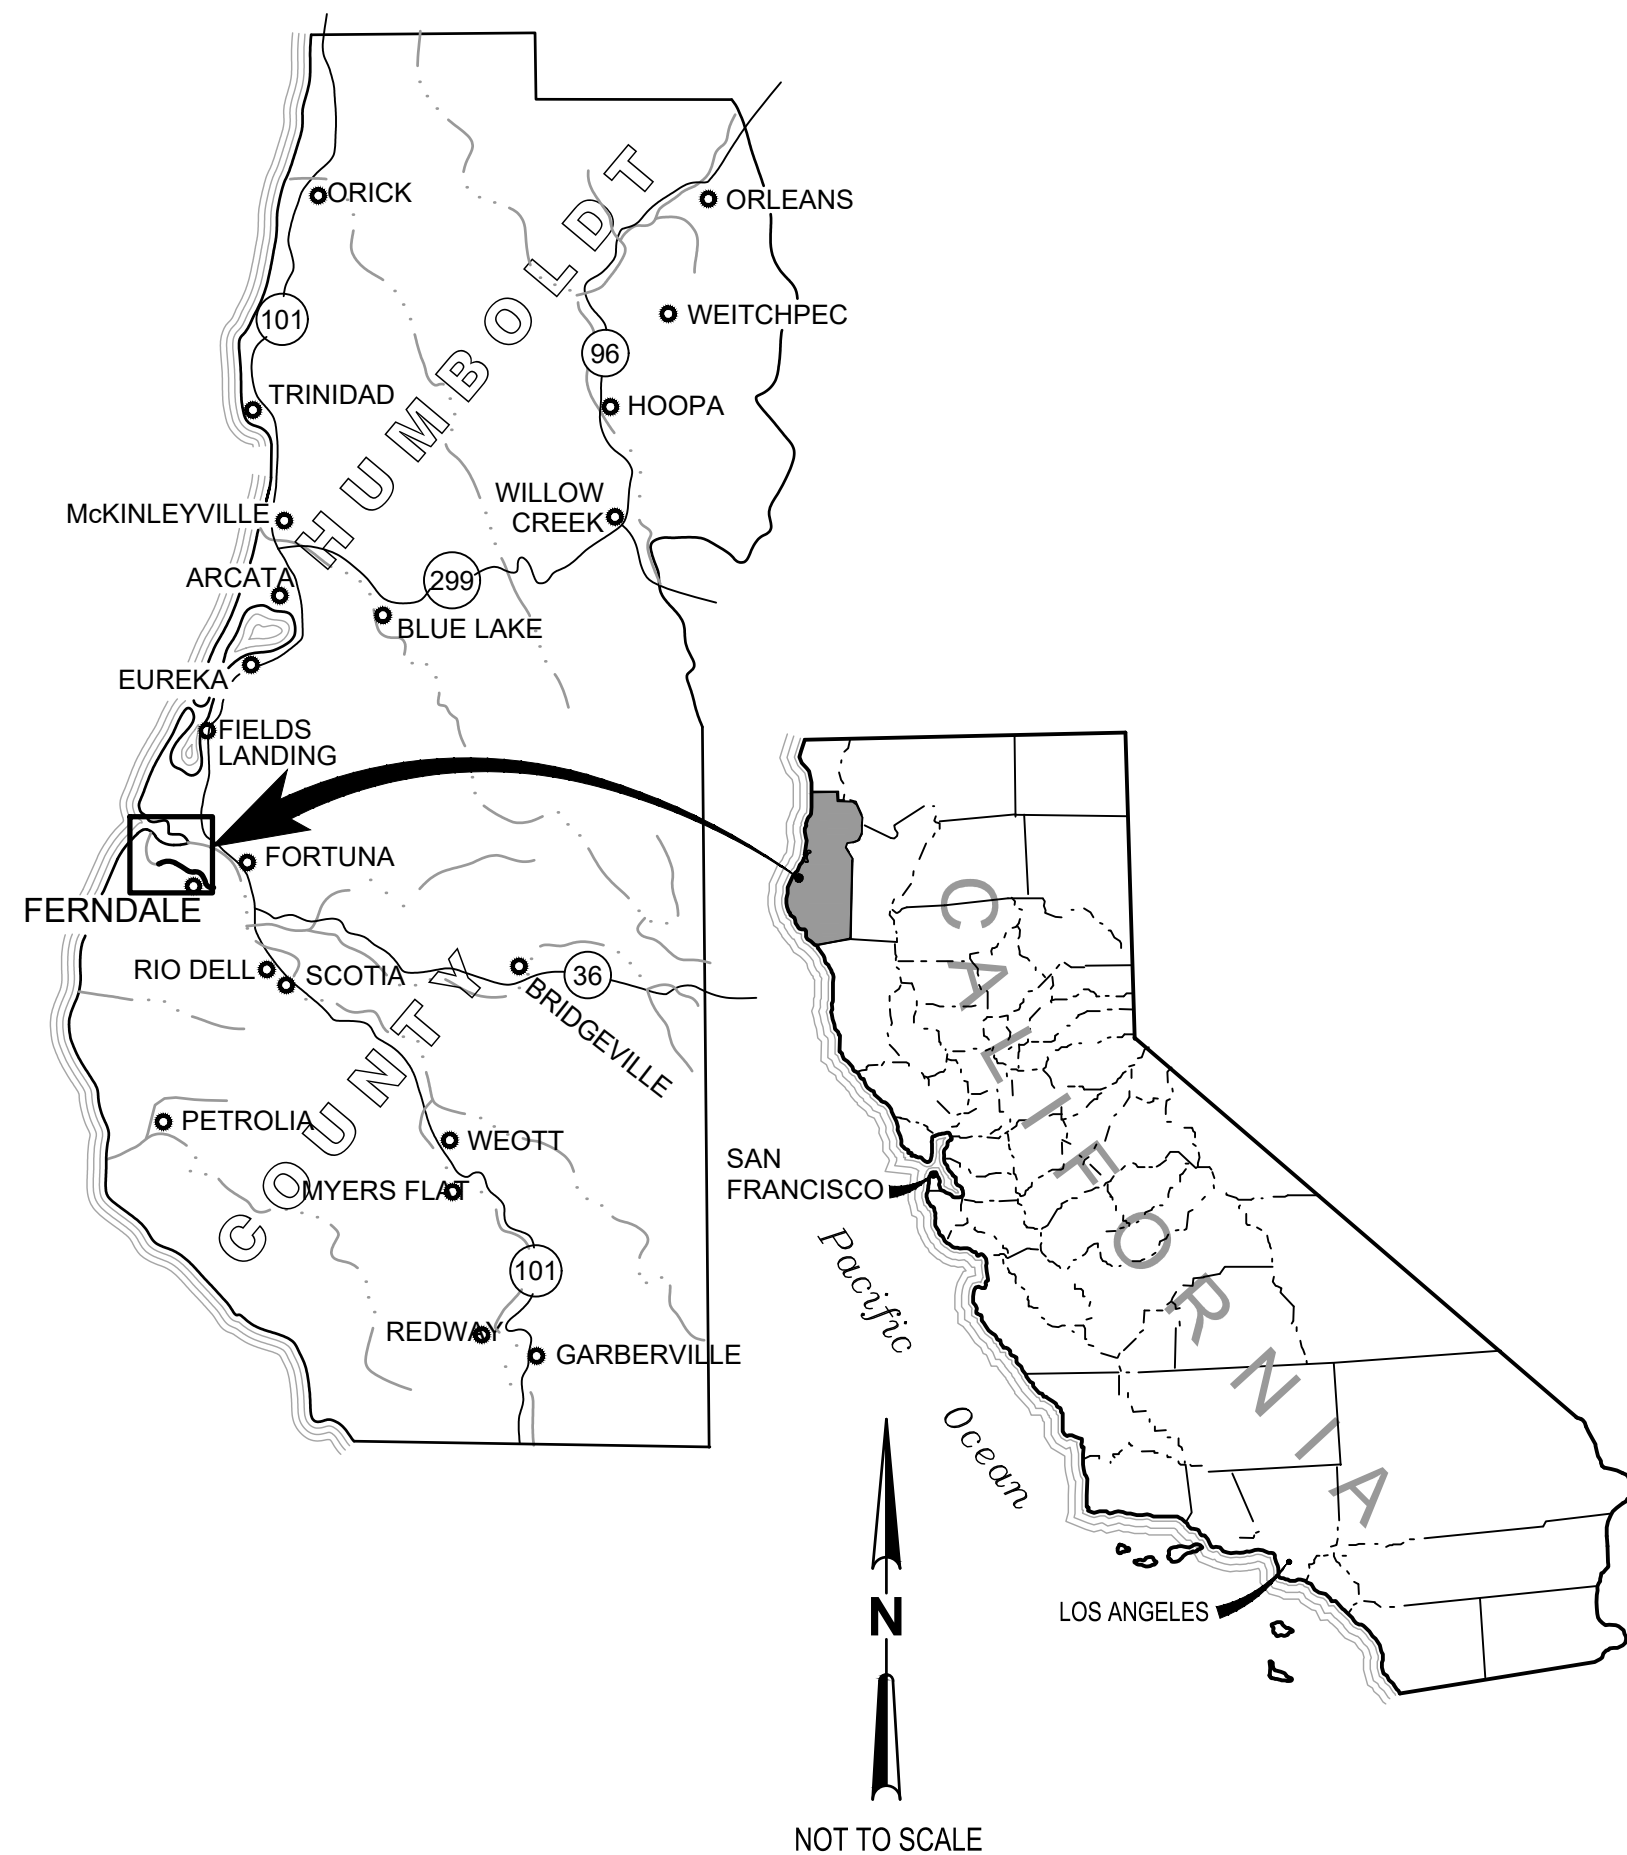 ORICK
ORLEANS
101
WEITCHPEC
96
TRINIDAD
HOOPA
HUMBOLDT
WILLOW
CREEK
McKINLEYVILLE
ARCATA
299
BLUE LAKE
EUREKA
FIELDS
LANDING
FORTUNA
FERNDALE
RIO DELL
SCOTIA
36
BRIDGEVILLE
COUNTY
PETROLIA
WEOTT
MYERS FLAT
101
REDWAY
GARBERVILLE
CALIFORNIA
SAN
FRANCISCO
Pacific
Ocean
LOS ANGELES
N
NOT TO SCALE